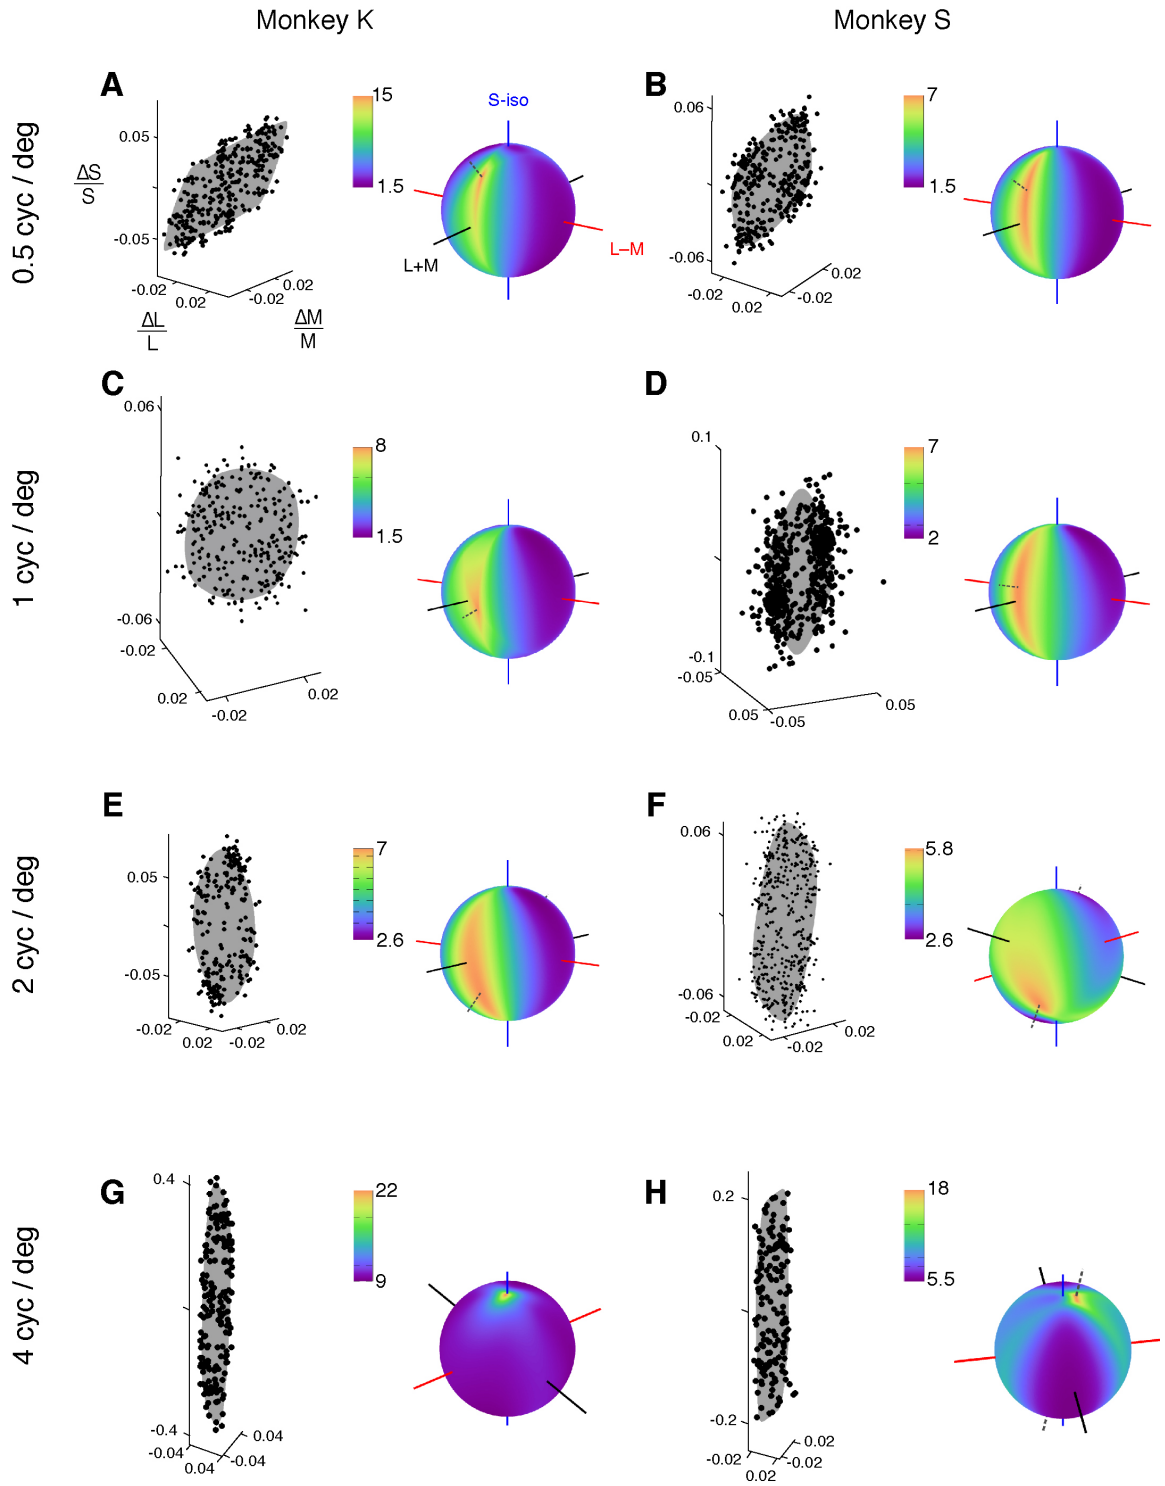 Monkey K
Monkey S
0.5 cyc / deg
A
0.05
-0.05
ΔS
S
-0.02
0.02
-0.02
0.02
ΔL
L
ΔM
M
15
1.5
S-iso
L+M
L–M
B
0.06
-0.06
-0.02
0.02
-0.02
0.02
7
1.5
1 cyc / deg
C
0.06
-0.06
-0.02
0.02
-0.02
0.02
8
1.5
D
0.1
-0.1
-0.05
0.05
-0.05
0.05
7
2
2 cyc / deg
E
0.05
-0.05
-0.02
0.02
-0.02
0.02
7
2.6
F
0.06
-0.06
-0.02
0.02
-0.02
0.02
5.8
2.6
4 cyc / deg
G
0.4
-0.4
-0.04
0.04
-0.04
0.04
22
9
H
0.2
-0.2
-0.02
0.02
-0.02
0.02
18
5.5